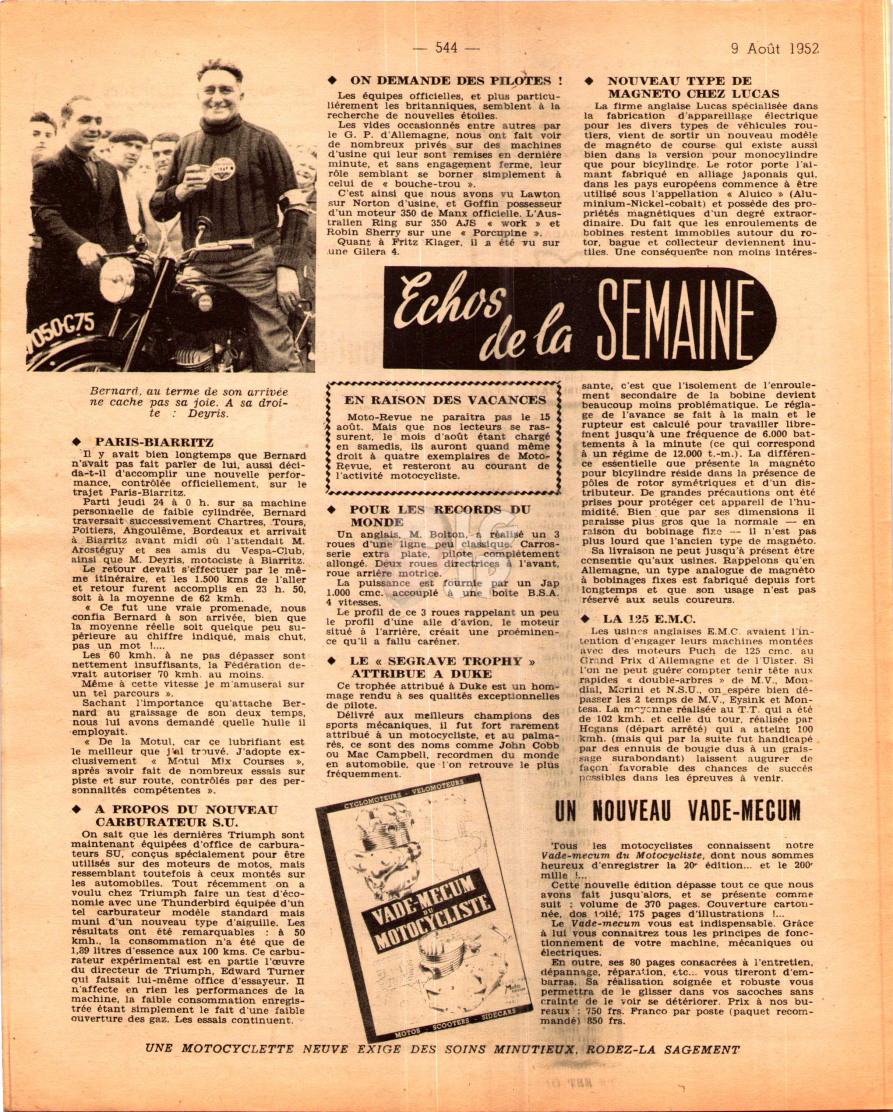 — 544 —
9 Août 1952
7050-G75
Bernard, au terme de son arrivée
ne cache pas sa joie. A sa droi-
te : Deyris.
◆ PARIS-BIARRITZ
Il y avait bien longtemps que Bernard
n'avait pas fait parler de lui, aussi déci-
da-t-il d'accomplir une nouvelle perfor-
mance, contrôlée officiellement, sur le
trajet Paris-Biarritz.
Parti jeudi 24 à 0 h. sur sa machine
personnelle de faible cylindrée, Bernard
traversait successivement Chartres, Tours,
Poitiers, Angoulême, Bordeaux et arrivait
à Biarritz avant midi où l'attendait M.
Arostéguy et ses amis du Vespa-Club,
ainsi que M. Deyris, motociste à Biarritz.
Le retour devait s'effectuer par le mê-
me itinéraire, et les 1.500 kms de l'aller
et retour furent accomplis en 23 h. 50,
soit à la moyenne de 62 kmh.
« Ce fut une vraie promenade, nous
confia Bernard à son arrivée, bien que
la moyenne réelle soit quelque peu su-
périeure au chiffre indiqué, mais chut,
pas un mot !....
Les 60 kmh. à ne pas dépasser sont
nettement insuffisants, la Fédération de-
vrait autoriser 70 kmh. au moins.
Même à cette vitesse je m'amuserai sur
un tel parcours ».
Sachant l'importance qu'attache Ber-
nard au graissage de son deux temps,
nous lui avons demandé quelle huile il
employait.
« De la Motul, car ce lubrifiant est
le meilleur que j'ai trouvé. J'adopte ex-
clusivement « Motul Mix Courses »,
après avoir fait de nombreux essais sur
piste et sur route, contrôlés par des per-
sonnalités compétentes ».
◆ A PROPOS DU NOUVEAU
CARBURATEUR S.U.
On sait que les dernières Triumph sont
maintenant équipées d'office de carbura-
teurs SU, conçus spécialement pour être
utilisés sur des moteurs de motos, mais
ressemblant toutefois à ceux montés sur
les automobiles. Tout récemment on a
voulu chez Triumph faire un test d'éco-
nomie avec une Thunderbird équipée d'un
tel carburateur modèle standard mais
muni d'un nouveau type d'aiguille. Les
résultats ont été remarquables : à 50
kmh., la consommation n'a été que de
1,89 litres d'essence aux 100 kms. Ce carbu-
rateur expérimental est en partie l'œuvre
du directeur de Triumph, Edward Turner
qui faisait lui-même office d'essayeur. Il
n'affecte en rien les performances de la
machine, la faible consommation enregis-
trée étant simplement le fait d'une faible
ouverture des gaz. Les essais continuent.
◆ ON DEMANDE DES PILOTES !
Les équipes officielles, et plus particu-
liérement les britanniques, semblent à la
recherche de nouvelles étoiles.
Les vides occasionnés entre autres par
le G. P. d'Allemagne, nous ont fait voir
de nombreux privés sur des machines
d'usine qui leur sont remises en dernière
minute, et sans engagement ferme, leur
rôle semblant se borner simplement à
celui de « bouche-trou ».
C'est ainsi que nous avons vu Lawton
sur Norton d'usine, et Goffin possesseur
d'un moteur 350 de Manx officielle. L'Aus-
tralien Ring sur 350 AJS « work » et
Robin Sherry sur une « Porcupine ».
Quant à Fritz Klager, il a été vu sur
une Gilera 4.
◆ NOUVEAU TYPE DE
MAGNETO CHEZ LUCAS
La firme anglaise Lucas spécialisée dans
la fabrication d'appareillage électrique
pour les divers types de véhicules rou-
tiers, vient de sortir un nouveau modèle
de magnéto de course qui existe aussi
bien dans la version pour monocylindre
que pour bicylindre. Le rotor porte l'ai-
mant fabriqué en alliage japonais qui,
dans les pays européens commence à être
utilisé sous l'appellation « Aluico » (Alu-
minium-Nickel-cobalt) et possède des pro-
priétés magnétiques d'un degré extraor-
dinaire. Du fait que les enroulements de
bobines restent immobiles autour du ro-
tor, bague et collecteur deviennent inu-
tiles. Une conséquence non moins intéres-
Echos
de la SEMAINE
EN RAISON DES VACANCES
Moto-Revue ne paraîtra pas le 15
août. Mais que nos lecteurs se ras-
surent, le mois d'août étant chargé
en samedis, ils auront quand même
droit à quatre exemplaires de Moto-
Revue, et resteront au courant de
l'activité motocycliste.
◆ POUR LES RECORDS DU
MONDE
Un anglais, M. Bolton, a réalisé un 3
roues d'une ligne peu classique. Carros-
serie extra plate, pilote complètement
allongé. Deux roues directrices à l'avant,
roue arrière motrice.
La puissance est fournie par un Jap
1.000 cmc. accouplé à une boîte B.S.A.
4 vitesses.
Le profil de ce 3 roues rappelant un peu
le profil d'une aile d'avion, le moteur
situé à l'arrière, créait une proéminen-
ce qu'il a fallu caréner.
◆ LE « SEGRAVE TROPHY »
ATTRIBUE A DUKE
Ce trophée attribué à Duke est un hom-
mage rendu à ses qualités exceptionnelles
de pilote.
Délivré aux meilleurs champions des
sports mécaniques, il fut fort rarement
attribué à un motocycliste, et au palma-
rès, ce sont des noms comme John Cobb
ou Mac Campbell, recordmen du monde
en automobile, que l'on retrouve le plus
fréquemment.
CYCLOMOTEURS - VELOMOTEURS
VADE-MECUM
DU
MOTOCYCLISTE
MOTOS - SCOOTERS - SIDECARS
sante, c'est que l'isolement de l'enroule-
ment secondaire de la bobine devient
beaucoup moins problématique. Le régla-
ge de l'avance se fait à la main et le
rupteur est calculé pour travailler libre-
ment jusqu'à une fréquence de 6.000 bat-
tements à la minute (ce qui correspond
à un régime de 12.000 t.-m.). La différen-
ce essentielle que présente la magnéto
pour bicylindre réside dans la présence de
pôles de rotor symétriques et d'un dis-
tributeur. De grandes précautions ont été
prises pour protéger cet appareil de l'hu-
midité. Bien que par ses dimensions il
paraisse plus gros que la normale — en
raison du bobinage fixe — il n'est pas
plus lourd que l'ancien type de magnéto.
Sa livraison ne peut jusqu'à présent être
consentie qu'aux usines. Rappelons qu'en
Allemagne, un type analogue de magnéto
à bobinages fixes est fabriqué depuis fort
longtemps et que son usage n'est pas
réservé aux seuls coureurs.
◆ LA 125 E.M.C.
Les usines anglaises E.M.C. avaient l'in-
tention d'engager leurs machines montées
avec des moteurs Puch de 125 cmc. au
Grand Prix d'Allemagne et de l'Ulster. Si
l'on ne peut guère compter tenir tête aux
rapides « double-arbres » de M.V., Mon-
dial, Morini et N.S.U., on espère bien dé-
passer les 2 temps de M.V., Eysink et Mon-
tesa. La moyenne réalisée au T.T. qui a été
de 102 kmh. et celle du tour, réalisée par
Hogans (départ arrêté) qui a atteint 100
kmh. (mais qui par la suite fut handicapé
par des ennuis de bougie dus à un grais-
sage surabondant) laissent augurer de
façon favorable des chances de succés
possibles dans les épreuves à venir.
UN NOUVEAU VADE-MECUM
Tous les motocyclistes connaissent notre
Vade-mecum du Motocycliste, dont nous sommes
heureux d'enregistrer la 20e édition... et le 200e
mille !...
Cette nouvelle édition dépasse tout ce que nous
avons fait jusqu'alors, et se présente comme
suit : volume de 370 pages. Couverture carton-
née, dos toilé, 175 pages d'illustrations !...
Le Vade-mecum vous est indispensable. Grâce
à lui vous connaîtrez tous les principes de fonc-
tionnement de votre machine, mécaniques ou
électriques.
En outre, ses 80 pages consacrées à l'entretien,
dépannage, réparation, etc... vous tireront d'em-
barras. Sa réalisation soignée et robuste vous
permettra de le glisser dans vos sacoches sans
crainte de le voir se détériorer. Prix à nos bu-
reaux : 750 frs. Franco par poste (paquet recom-
mandé) 850 frs.
UNE MOTOCYCLETTE NEUVE EXIGE DES SOINS MINUTIEUX, RODEZ-LA SAGEMENT